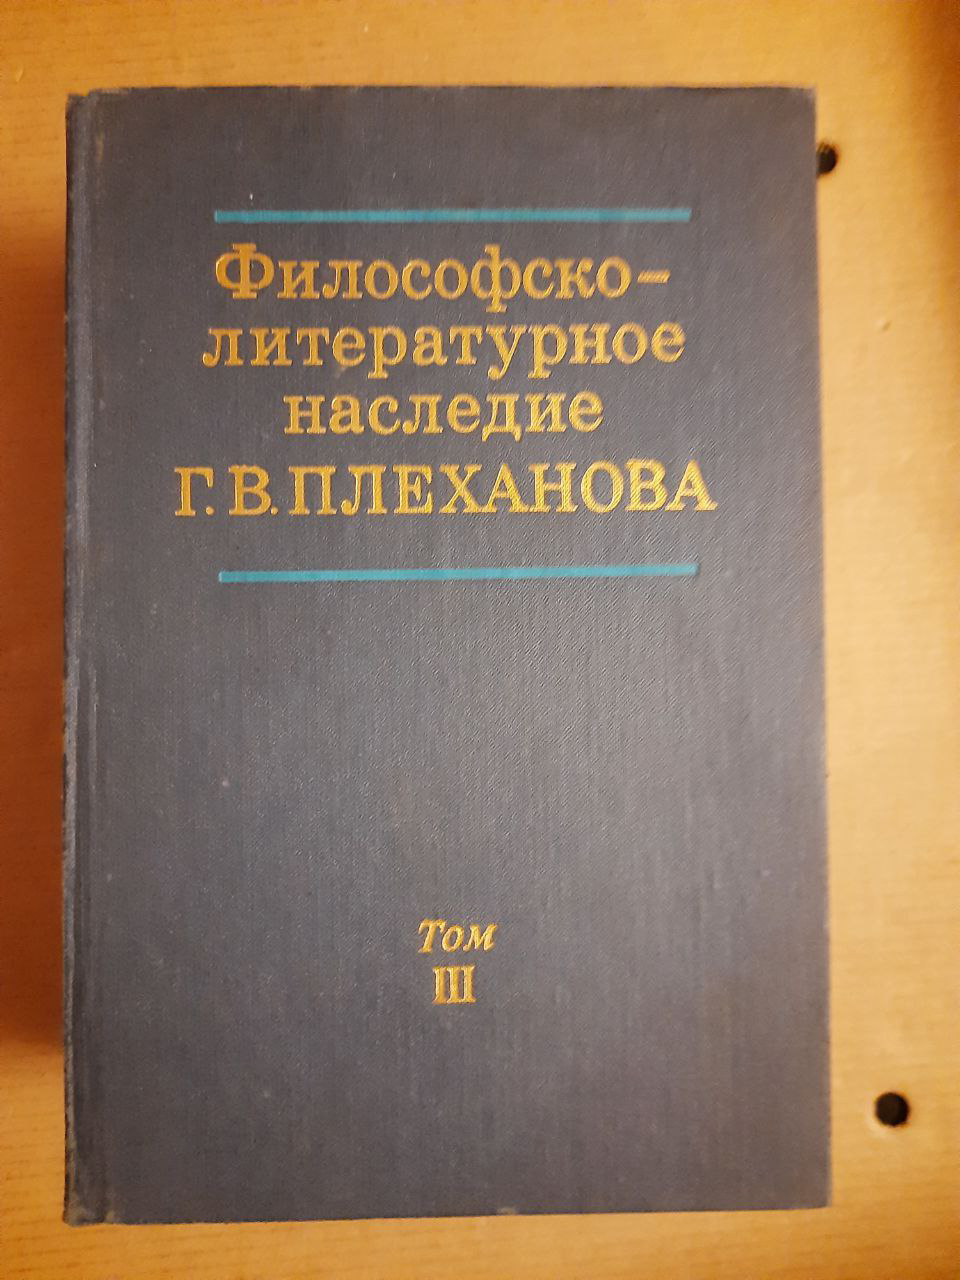 Философско-
литературное
наследие
Г.В.ПЛЕХАНОВА
Том
III